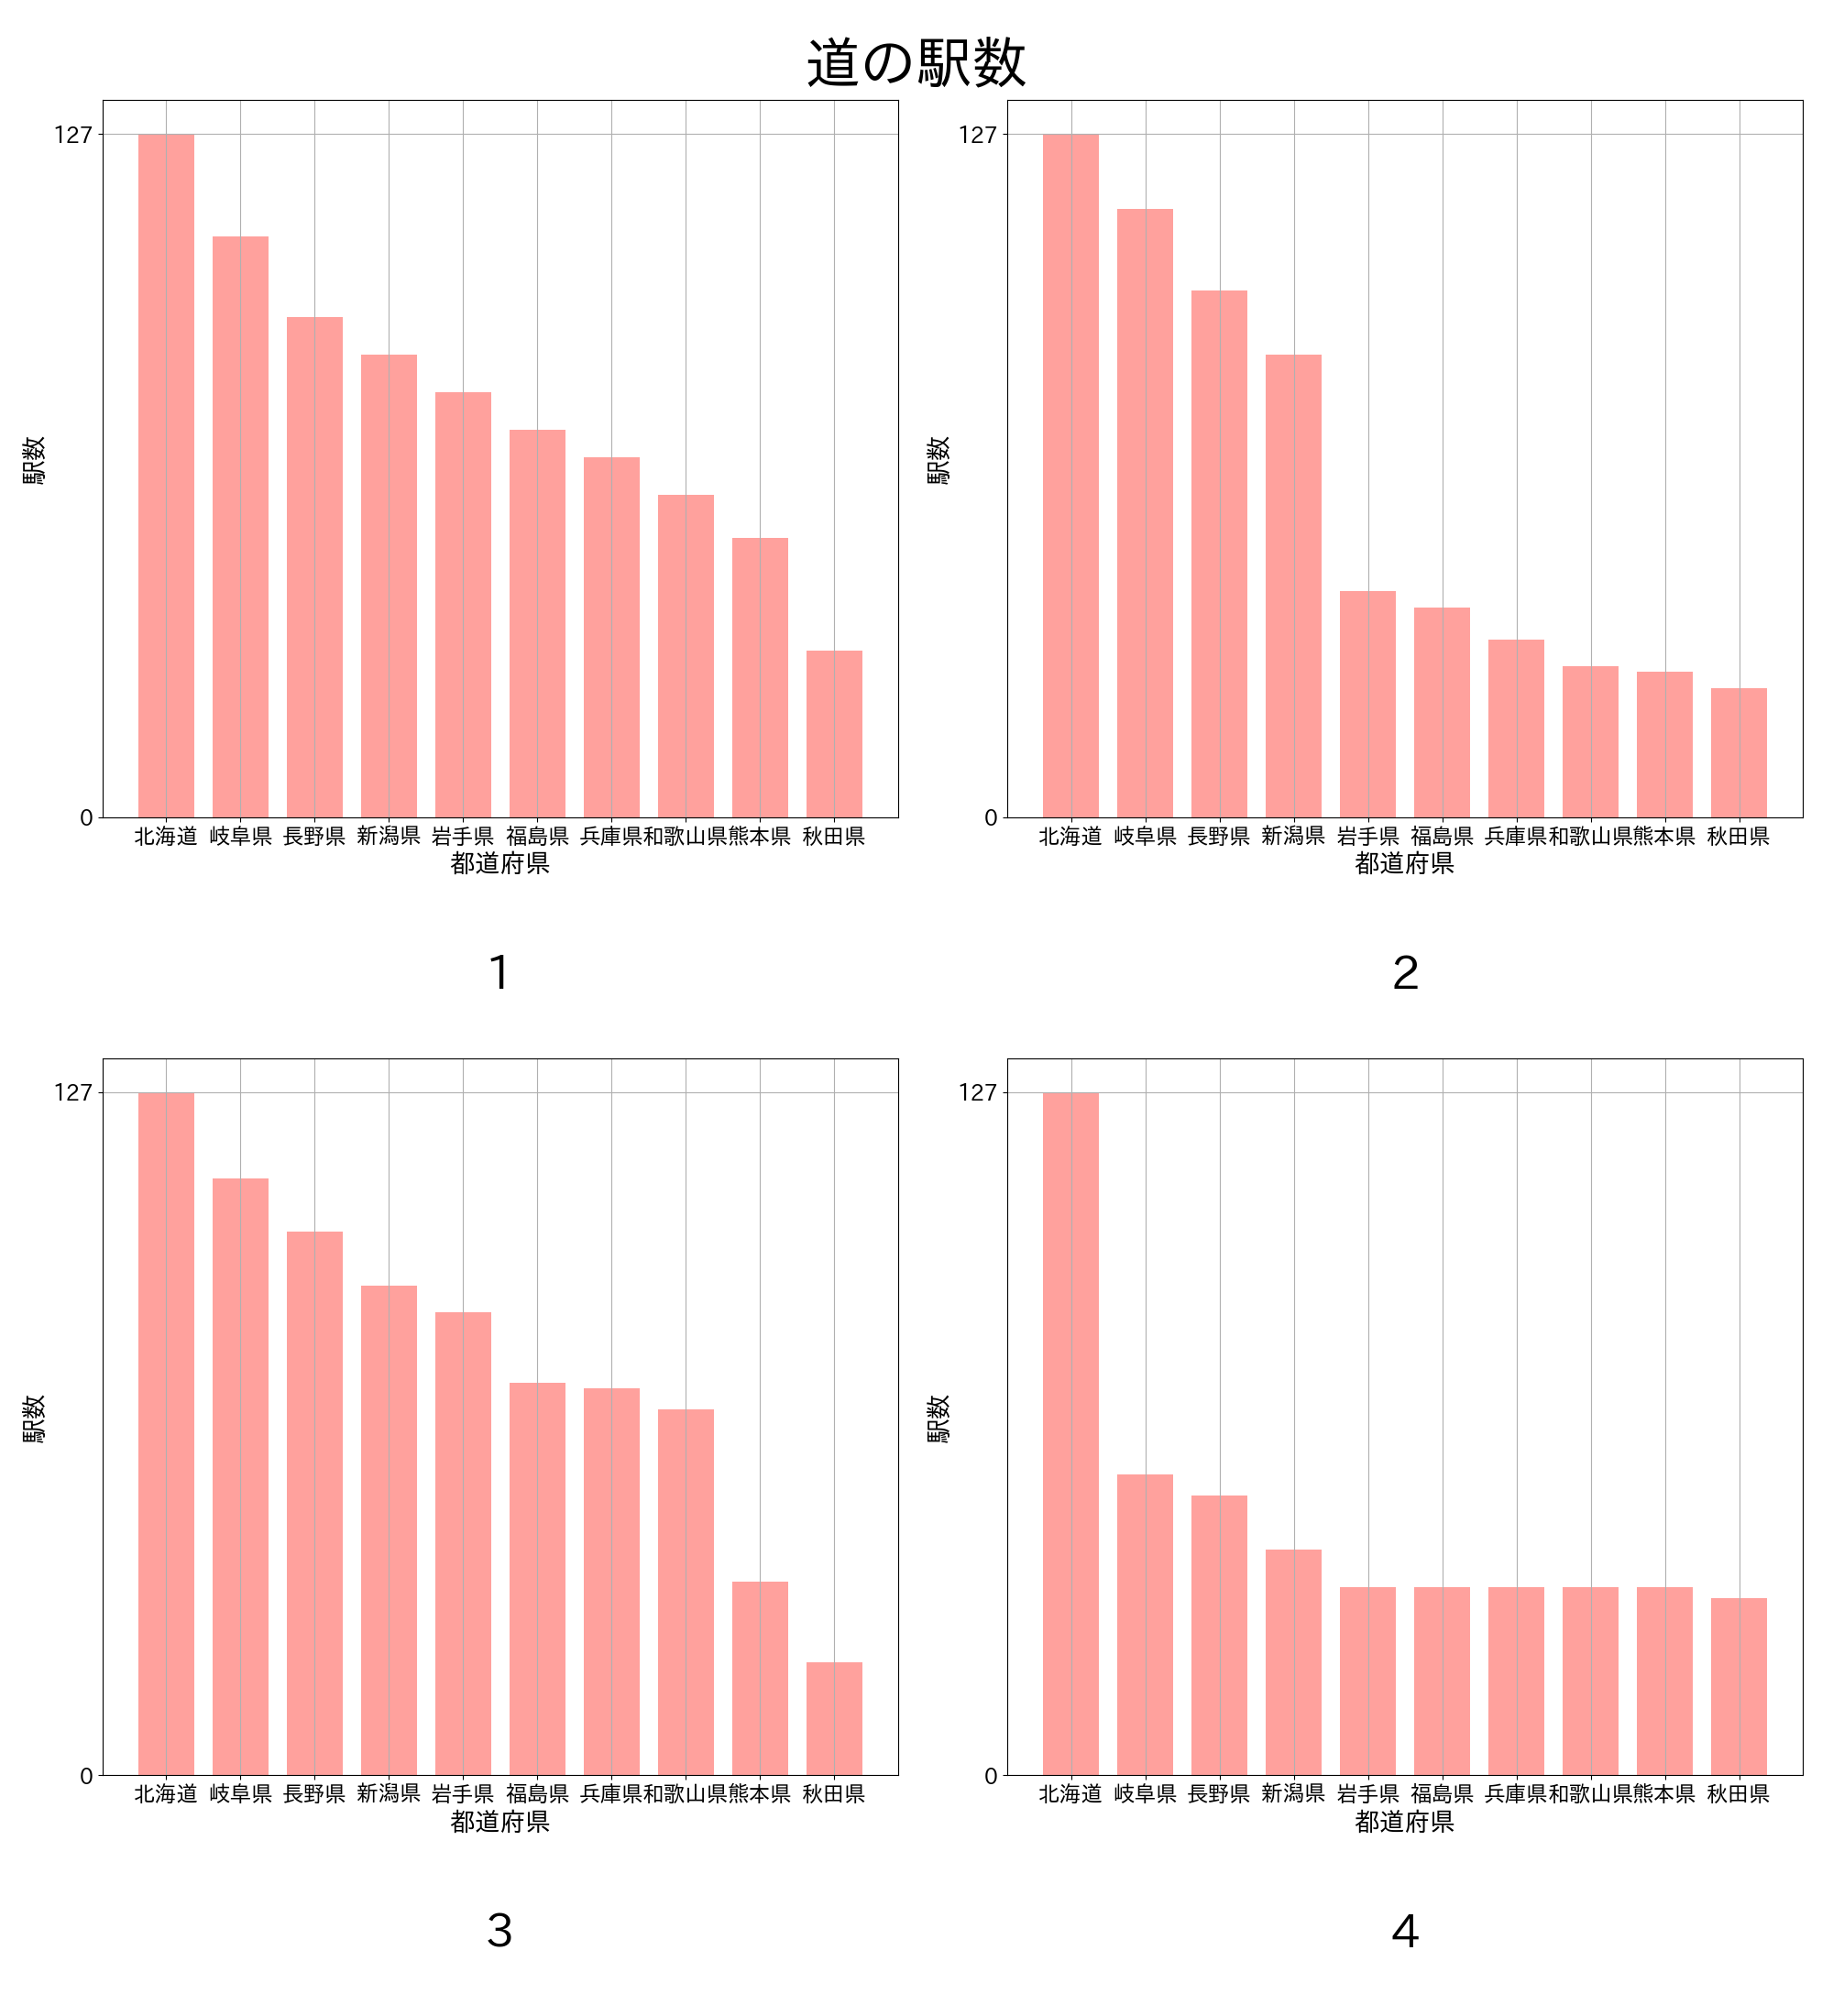 道の駅数
127
0
駅数
北海道 岐阜県 長野県 新潟県 岩手県 福島県 兵庫県 和歌山県 熊本県 秋田県
都道府県
1
127
0
駅数
北海道 岐阜県 長野県 新潟県 岩手県 福島県 兵庫県 和歌山県 熊本県 秋田県
都道府県
2
127
0
駅数
北海道 岐阜県 長野県 新潟県 岩手県 福島県 兵庫県 和歌山県 熊本県 秋田県
都道府県
3
127
0
駅数
北海道 岐阜県 長野県 新潟県 岩手県 福島県 兵庫県 和歌山県 熊本県 秋田県
都道府県
4